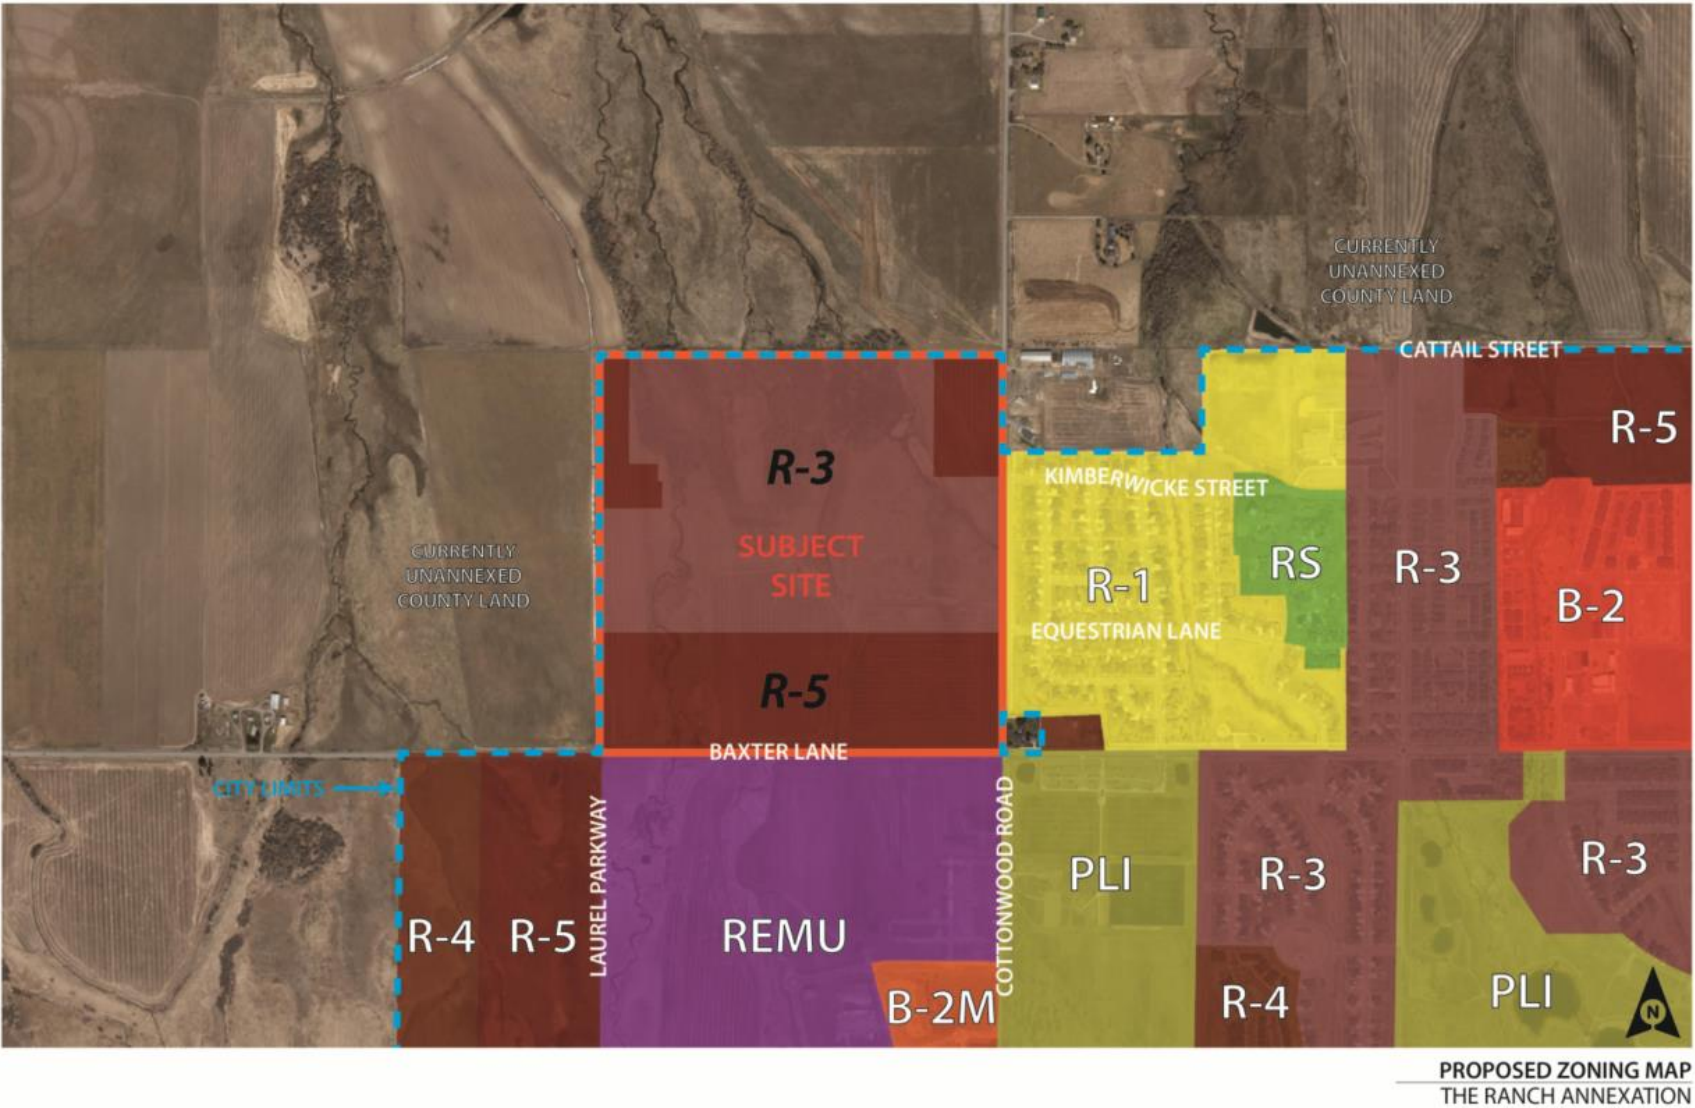 CURRENTLY
UNANNEXED
COUNTY LAND
CATTAIL STREET
R-5
R-3
KIMBERWICKE STREET
SUBJECT
SITE
CURRENTLY
UNANNEXED
COUNTY LAND
R-1
RS
R-3
B-2
EQUESTRIAN LANE
R-5
BAXTER LANE
CITY LIMITS
LAUREL PARKWAY
COTTONWOOD ROAD
R-4
R-5
REMU
B-2M
PLI
R-3
R-3
R-4
PLI
N
PROPOSED ZONING MAP
THE RANCH ANNEXATION